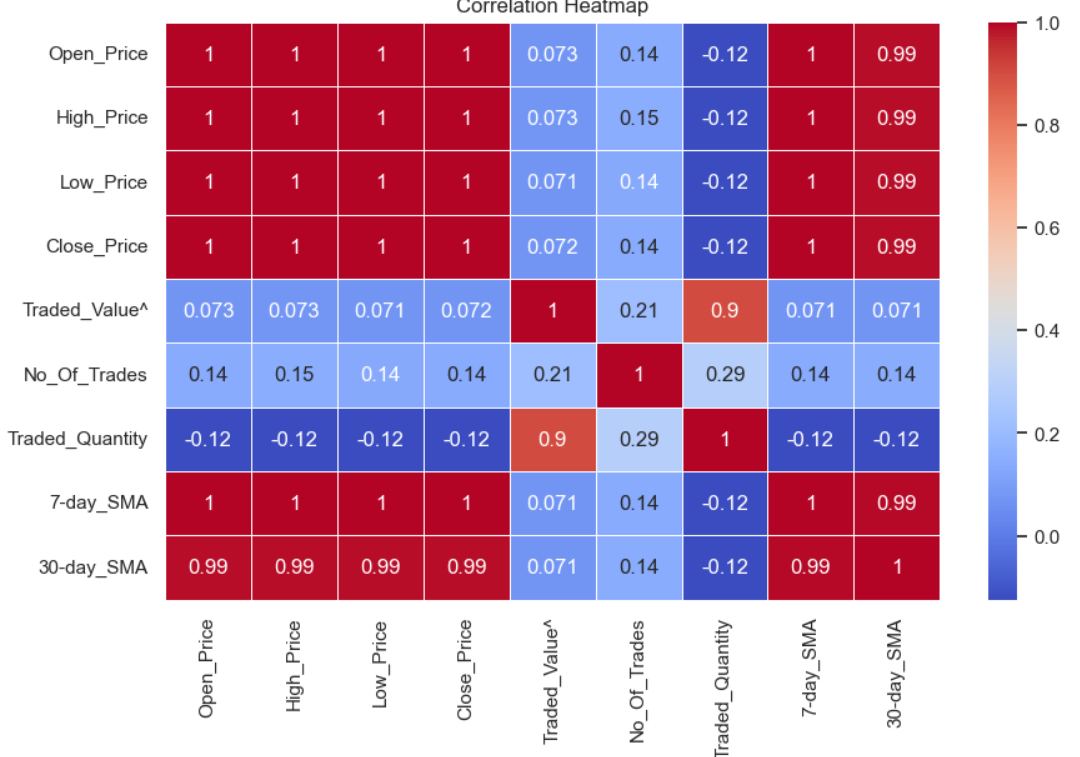 Correlation Heatmap
Open_Price 1 1 1 1 0.073 0.14 -0.12 1 0.99
High_Price 1 1 1 1 0.073 0.15 -0.12 1 0.99
Low_Price 1 1 1 1 0.071 0.14 -0.12 1 0.99
Close_Price 1 1 1 1 0.072 0.14 -0.12 1 0.99
Traded_Value^ 0.073 0.073 0.071 0.072 1 0.21 0.9 0.071 0.071
No_Of_Trades 0.14 0.15 0.14 0.14 0.21 1 0.29 0.14 0.14
Traded_Quantity -0.12 -0.12 -0.12 -0.12 0.9 0.29 1 -0.12 -0.12
7-day_SMA 1 1 1 1 0.071 0.14 -0.12 1 0.99
30-day_SMA 0.99 0.99 0.99 0.99 0.071 0.14 -0.12 0.99 1
Open_Price
High_Price
Low_Price
Close_Price
Traded_Value^
No_Of_Trades
Traded_Quantity
7-day_SMA
30-day_SMA
1.0
0.8
0.6
0.4
0.2
0.0